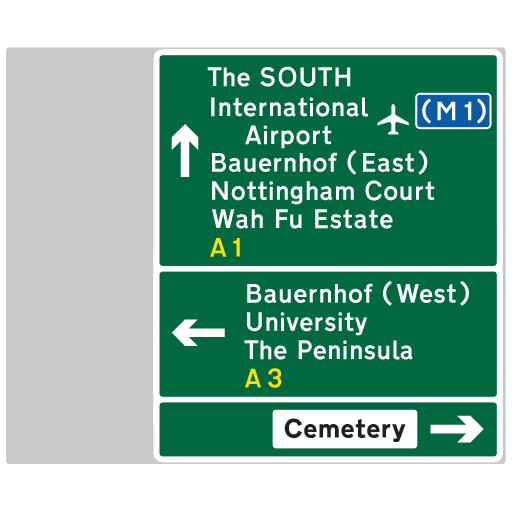 The SOUTH
International (M 1)
Airport
Bauernhof (East)
Nottingham Court
Wah Fu Estate
A 1
Bauernhof (West)
University
The Peninsula
A 3
Cemetery